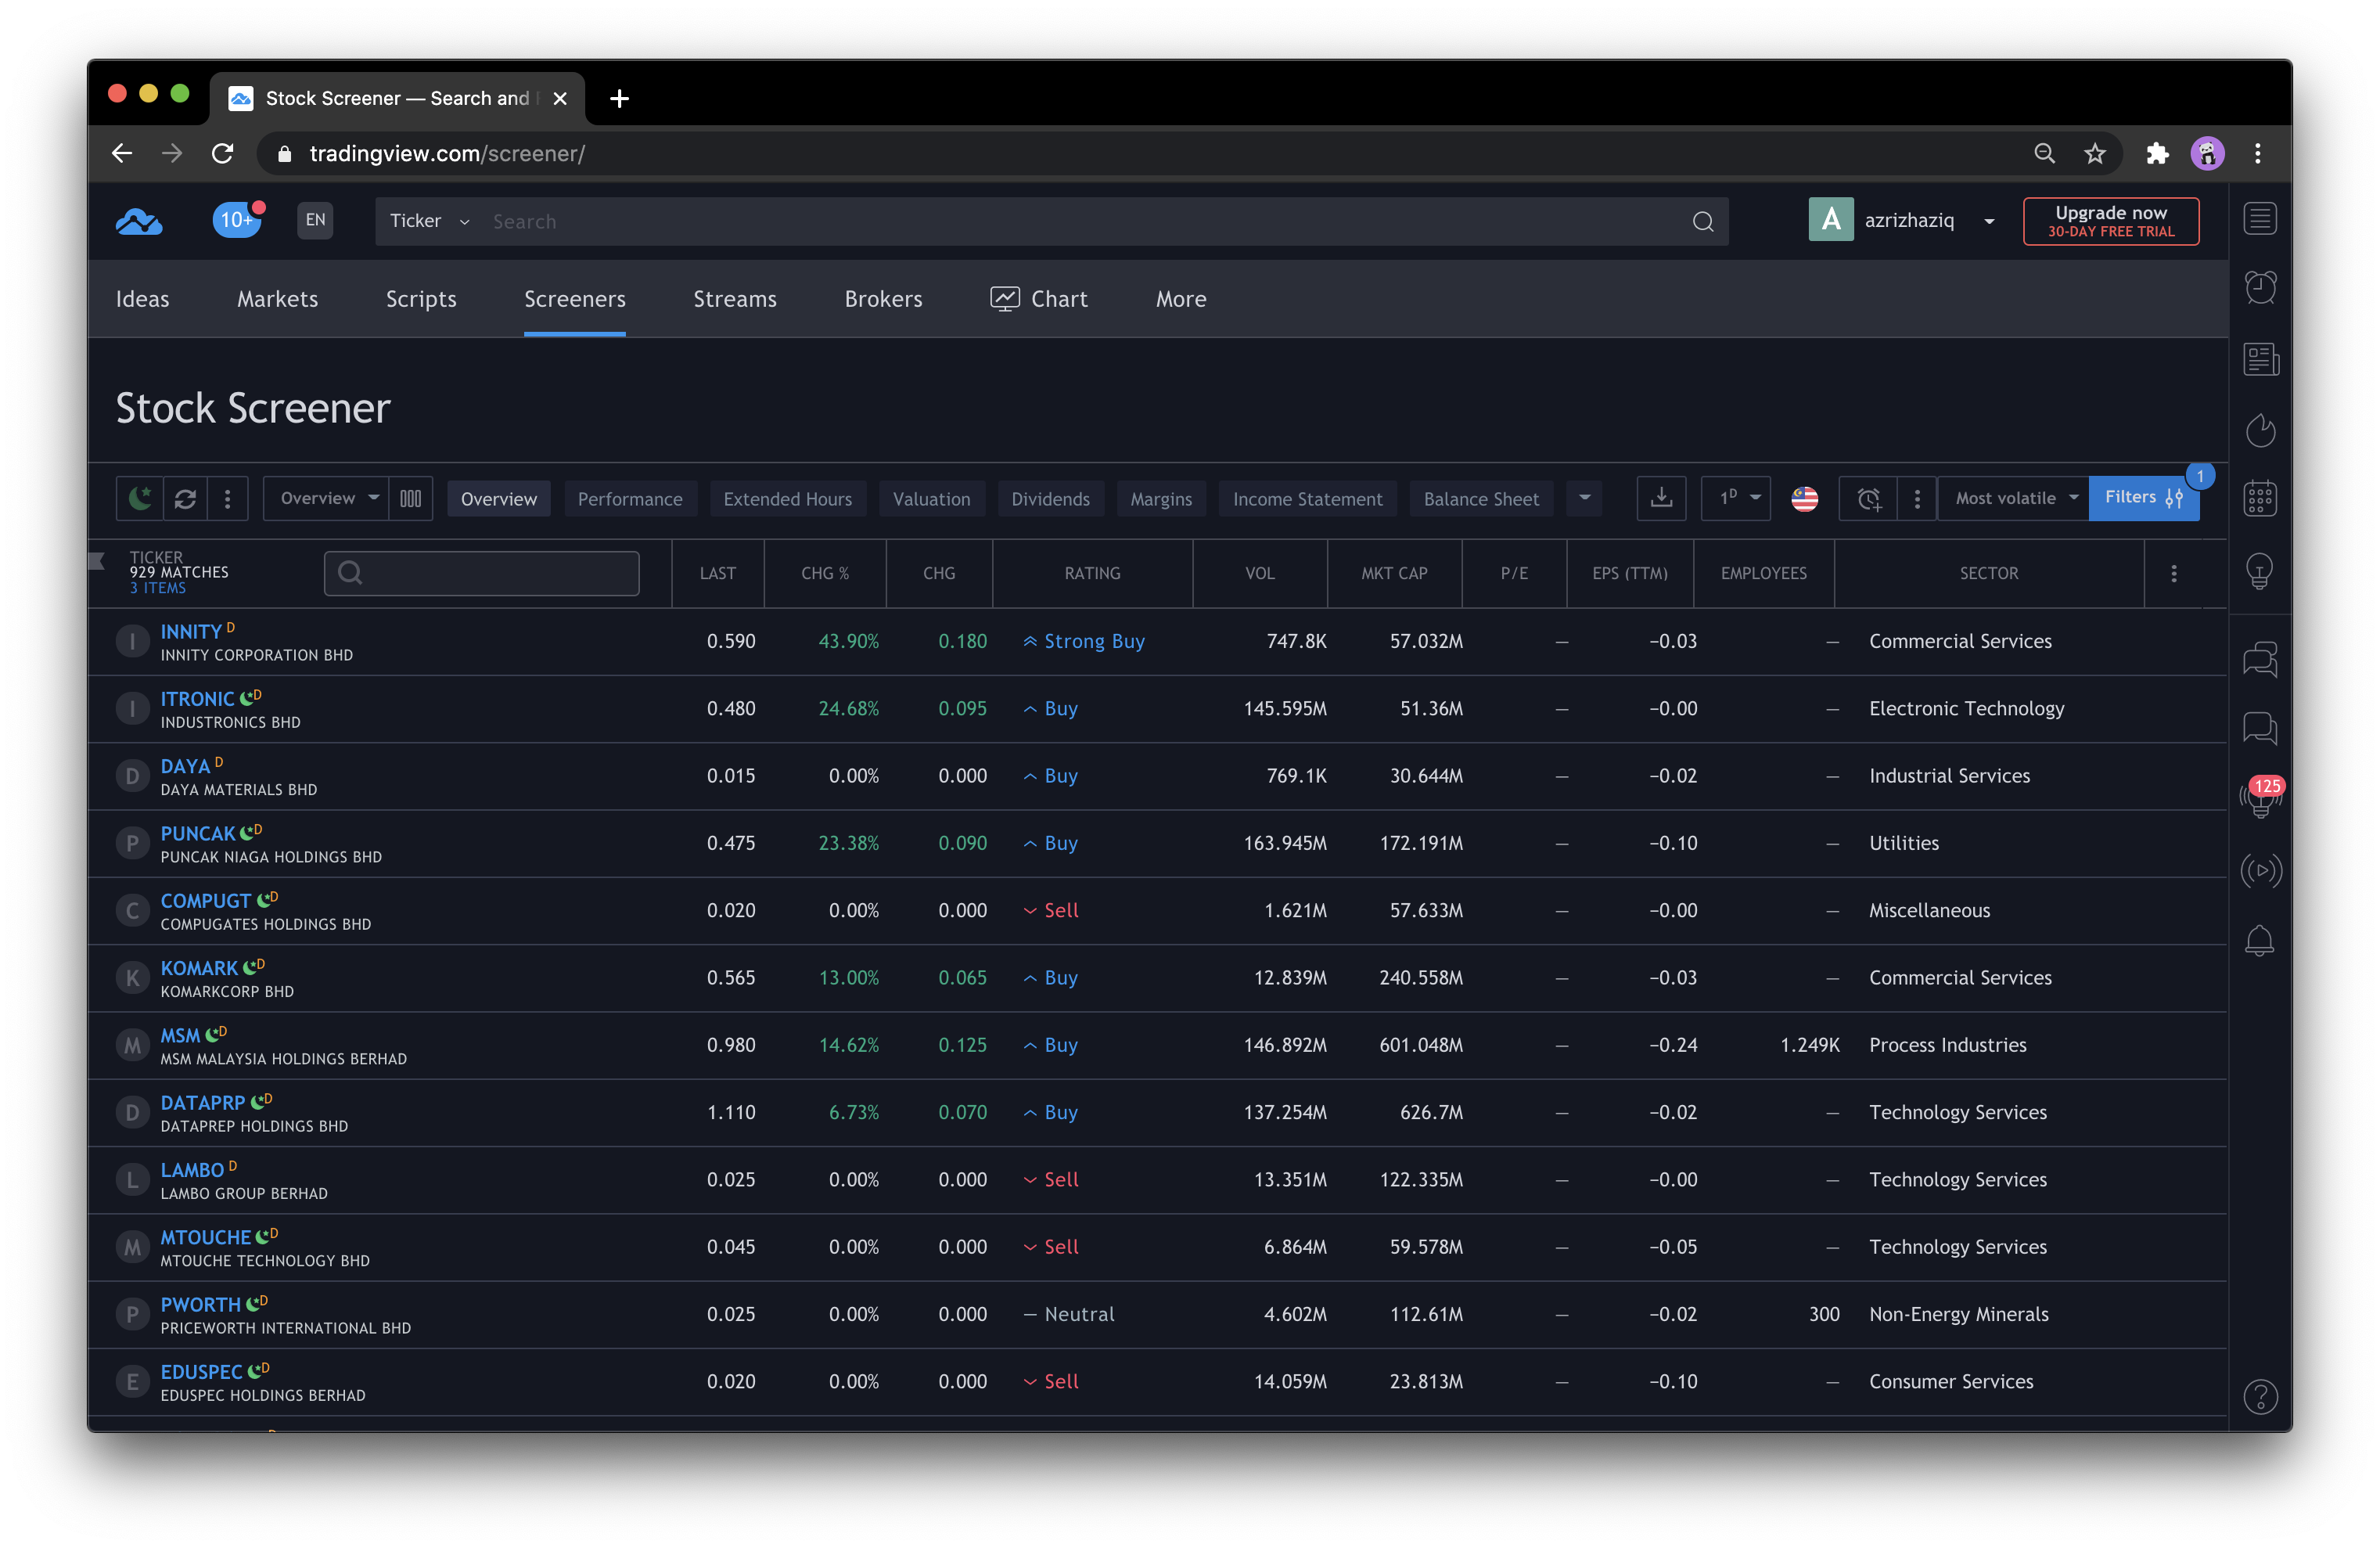 Stock Screener — Search and
tradingview.com/screener/
10+
EN
Ticker
Search
A
azrizhaziq
Upgrade now
30-DAY FREE TRIAL
Ideas
Markets
Scripts
Screeners
Streams
Brokers
Chart
More
Stock Screener
Overview
Overview
Performance
Extended Hours
Valuation
Dividends
Margins
Income Statement
Balance Sheet
1D
Most volatile
Filters
1
TICKER
929 MATCHES
3 ITEMS
LAST CHG % CHG RATING VOL MKT CAP P/E EPS (TTM) EMPLOYEES SECTOR
I INNITY D
INNITY CORPORATION BHD
0.590 43.90% 0.180 Strong Buy 747.8K 57.032M — −0.03 — Commercial Services
I ITRONIC D
INDUSTRONICS BHD
0.480 24.68% 0.095 Buy 145.595M 51.36M — −0.00 — Electronic Technology
D DAYA D
DAYA MATERIALS BHD
0.015 0.00% 0.000 Buy 769.1K 30.644M — −0.02 — Industrial Services
P PUNCAK D
PUNCAK NIAGA HOLDINGS BHD
0.475 23.38% 0.090 Buy 163.945M 172.191M — −0.10 — Utilities
C COMPUGT D
COMPUGATES HOLDINGS BHD
0.020 0.00% 0.000 Sell 1.621M 57.633M — −0.00 — Miscellaneous
K KOMARK D
KOMARKCORP BHD
0.565 13.00% 0.065 Buy 12.839M 240.558M — −0.03 — Commercial Services
M MSM D
MSM MALAYSIA HOLDINGS BERHAD
0.980 14.62% 0.125 Buy 146.892M 601.048M — −0.24 1.249K Process Industries
D DATAPRP D
DATAPREP HOLDINGS BHD
1.110 6.73% 0.070 Buy 137.254M 626.7M — −0.02 — Technology Services
L LAMBO D
LAMBO GROUP BERHAD
0.025 0.00% 0.000 Sell 13.351M 122.335M — −0.00 — Technology Services
M MTOUCHE D
MTOUCHE TECHNOLOGY BHD
0.045 0.00% 0.000 Sell 6.864M 59.578M — −0.05 — Technology Services
P PWORTH D
PRICEWORTH INTERNATIONAL BHD
0.025 0.00% 0.000 — Neutral 4.602M 112.61M — −0.02 300 Non-Energy Minerals
E EDUSPEC D
EDUSPEC HOLDINGS BERHAD
0.020 0.00% 0.000 Sell 14.059M 23.813M — −0.10 — Consumer Services
125